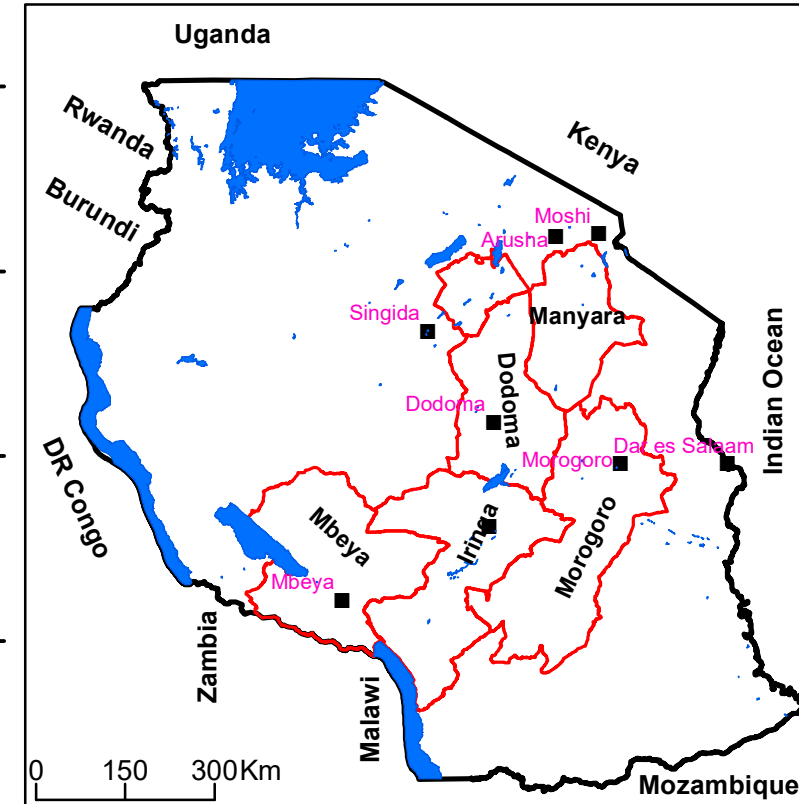 Uganda
Rwanda
Kenya
Burundi
Moshi
Arusha
Singida
Manyara
Indian Ocean
Dodoma
Dodoma
Morogoro
Dar es Salaam
DR Congo
Mbeya
Iringa
Morogoro
Mbeya
Zambia
Malawi
0 150 300Km
Mozambique